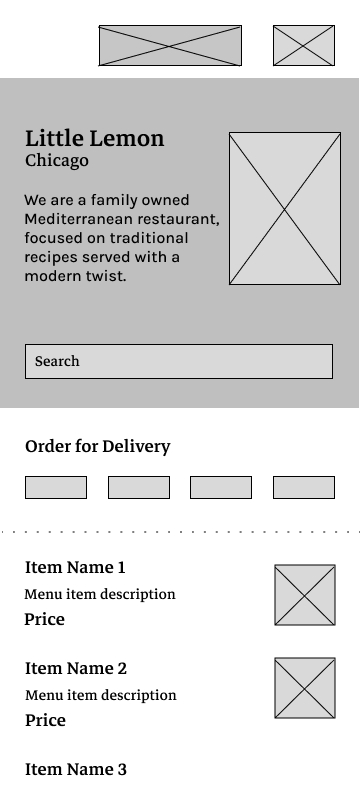 Little Lemon
Chicago
We are a family owned
Mediterranean restaurant,
focused on traditional
recipes served with a
modern twist.
Search
Order for Delivery
Item Name 1
Menu item description
Price
Item Name 2
Menu item description
Price
Item Name 3